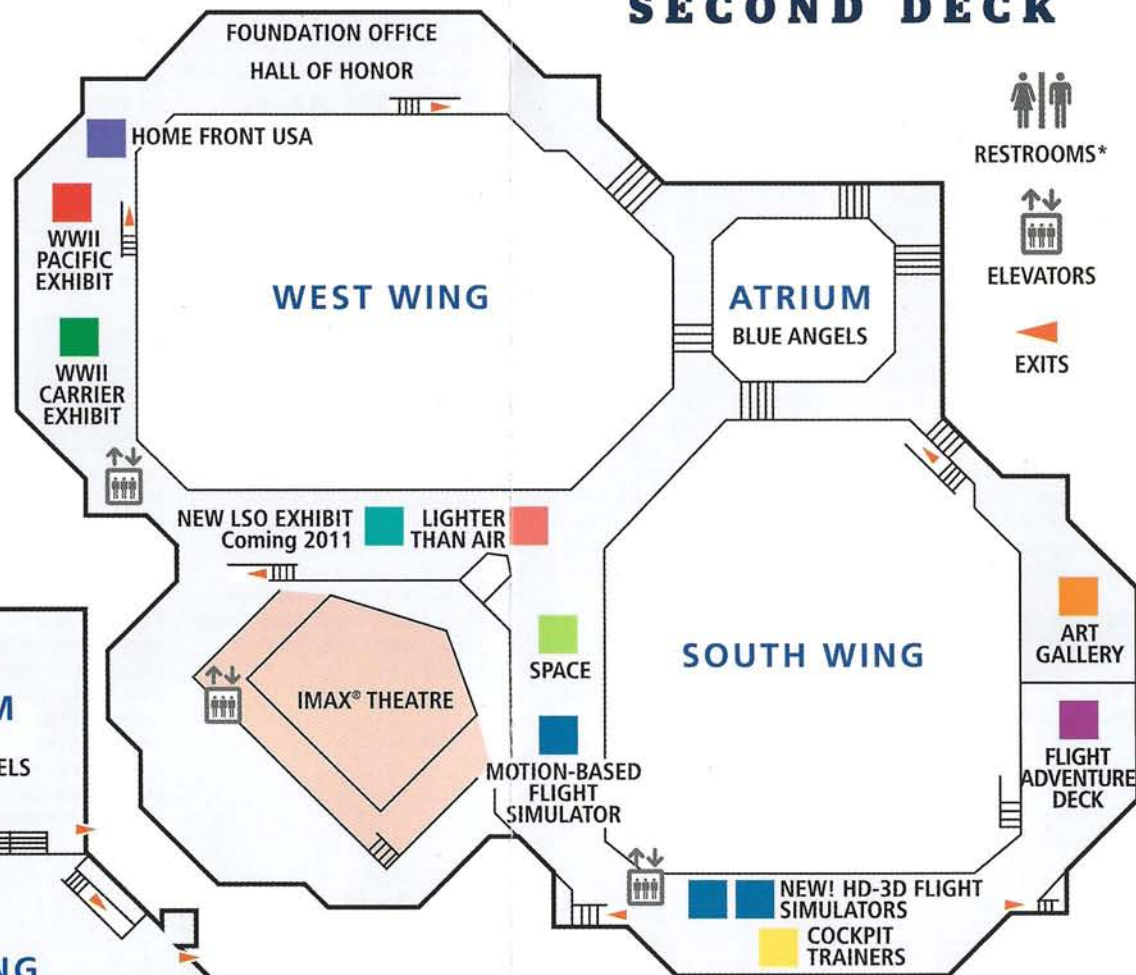 SECOND DECK
FOUNDATION OFFICE
HALL OF HONOR
HOME FRONT USA
RESTROOMS*
WWII
PACIFIC
EXHIBIT
ELEVATORS
WEST WING
ATRIUM
BLUE ANGELS
EXITS
WWII
CARRIER
EXHIBIT
NEW LSO EXHIBIT
Coming 2011
LIGHTER
THAN AIR
SPACE
SOUTH WING
ART
GALLERY
IMAX® THEATRE
M
ELS
MOTION-BASED
FLIGHT
SIMULATOR
FLIGHT
ADVENTURE
DECK
NEW! HD-3D FLIGHT
SIMULATORS
COCKPIT
TRAINERS
NG